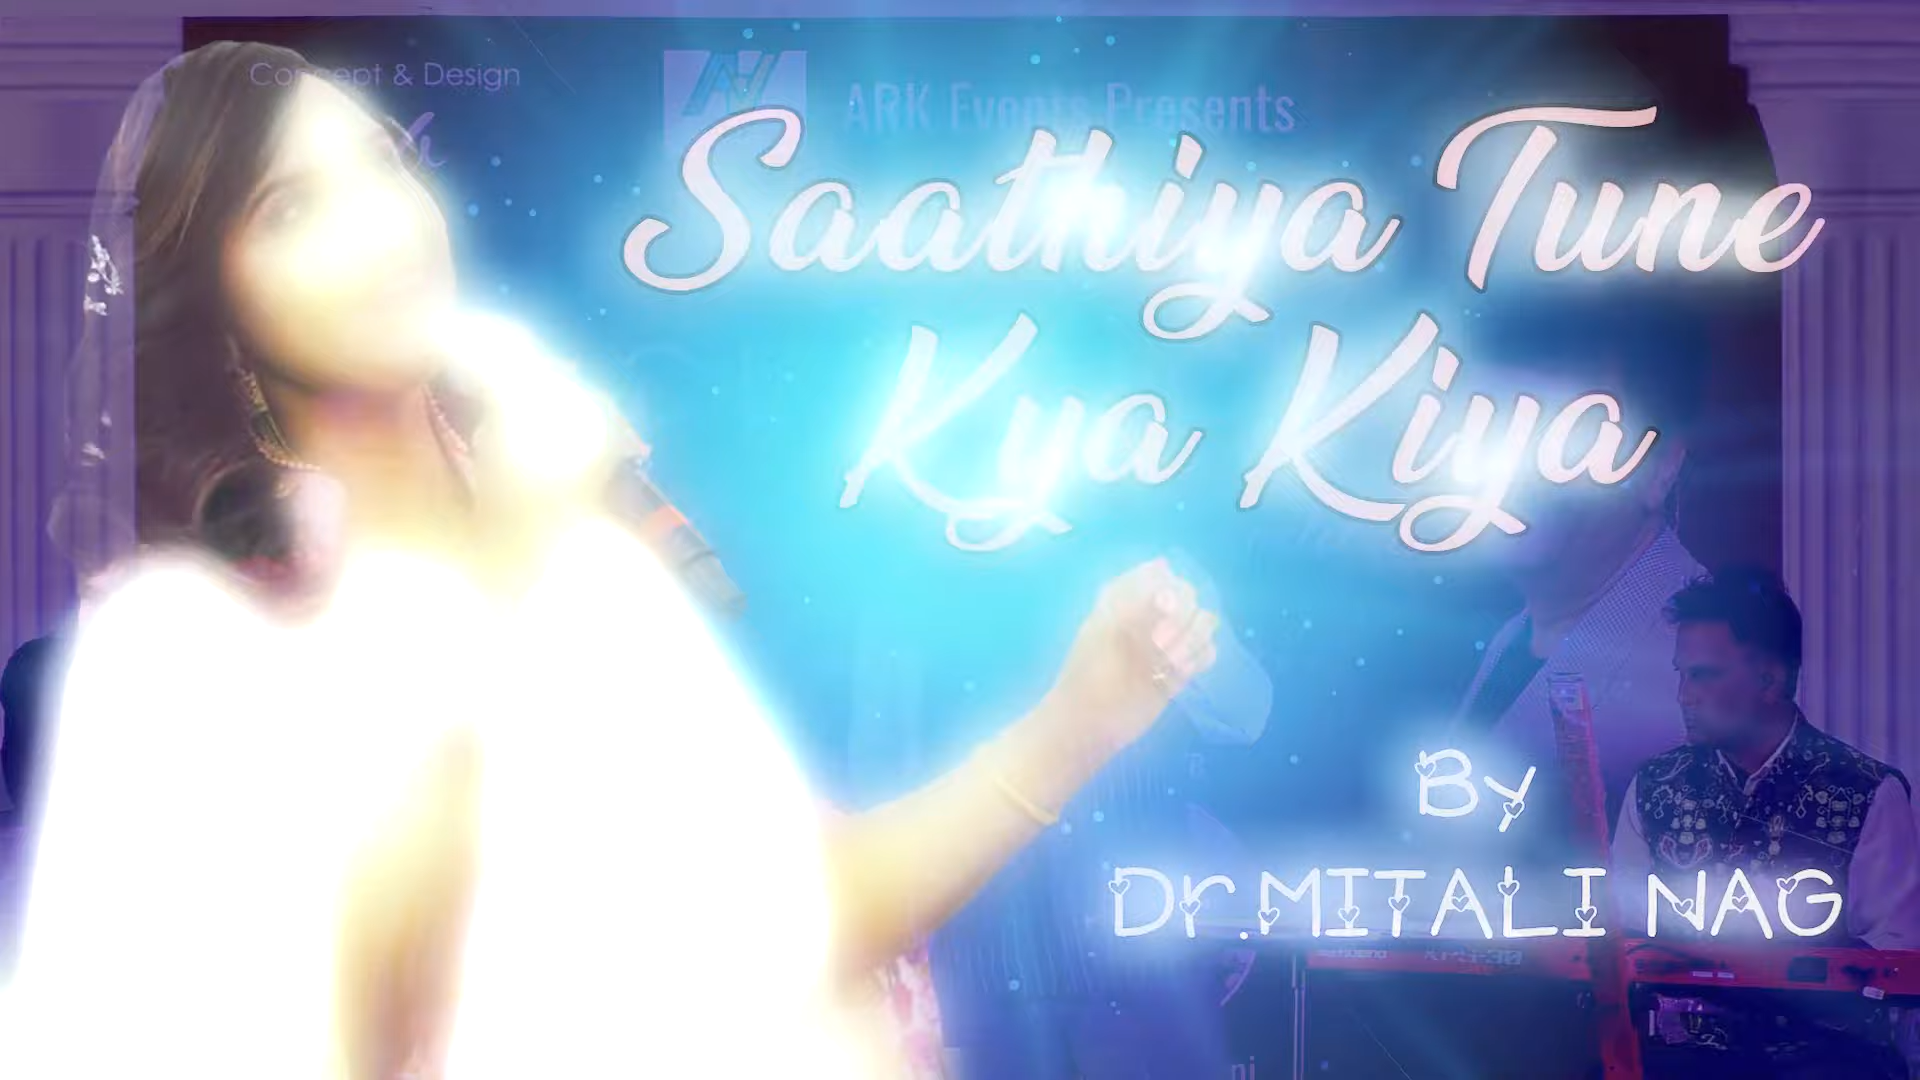 Concept & Design
ARK Events Presents
Saathiya Tune
Kya Kiya
By
Dr.MITALI NAG